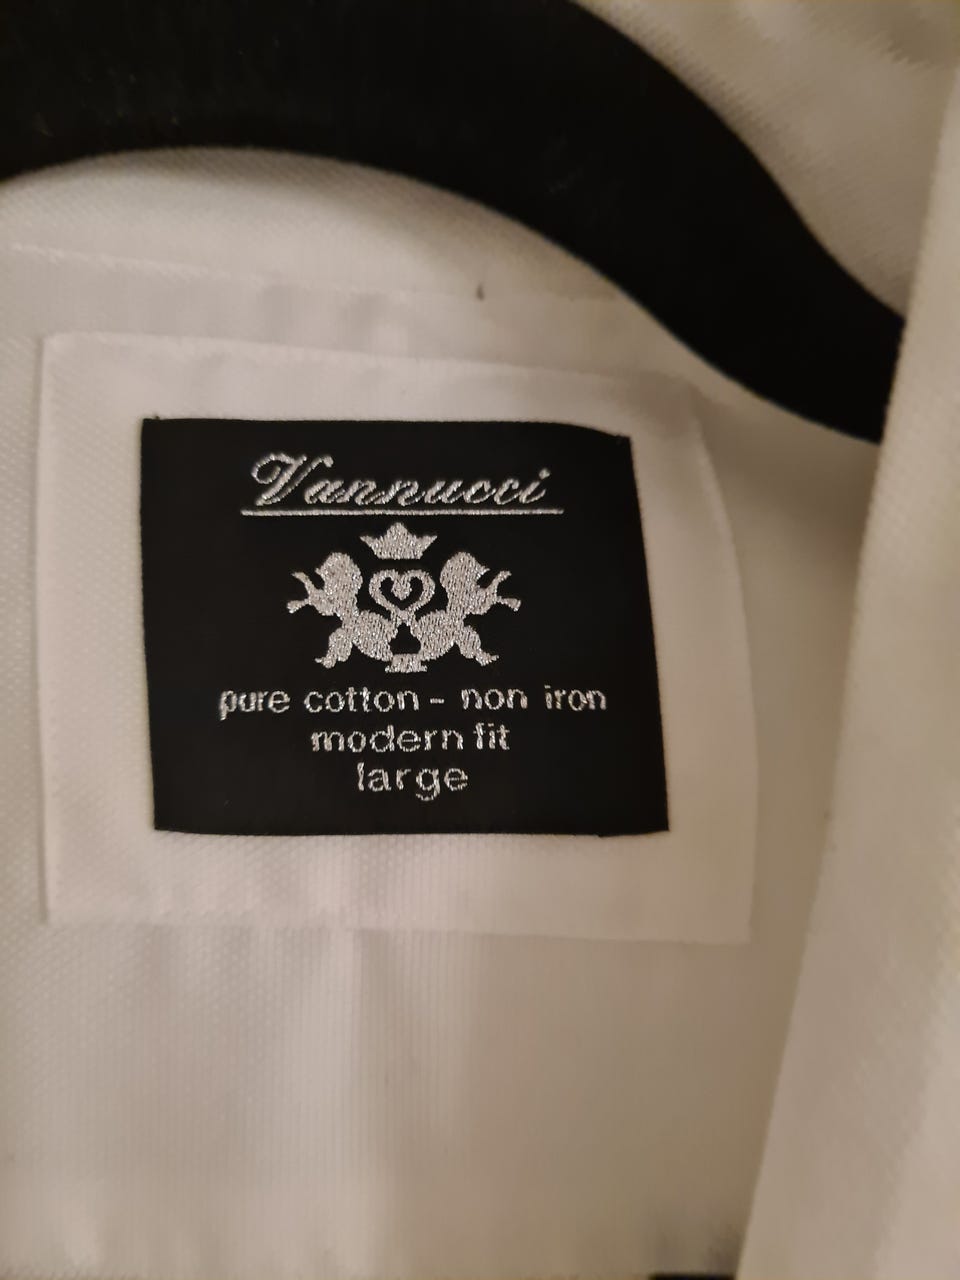 Vannucci
pure cotton - non iron
modern fit
large